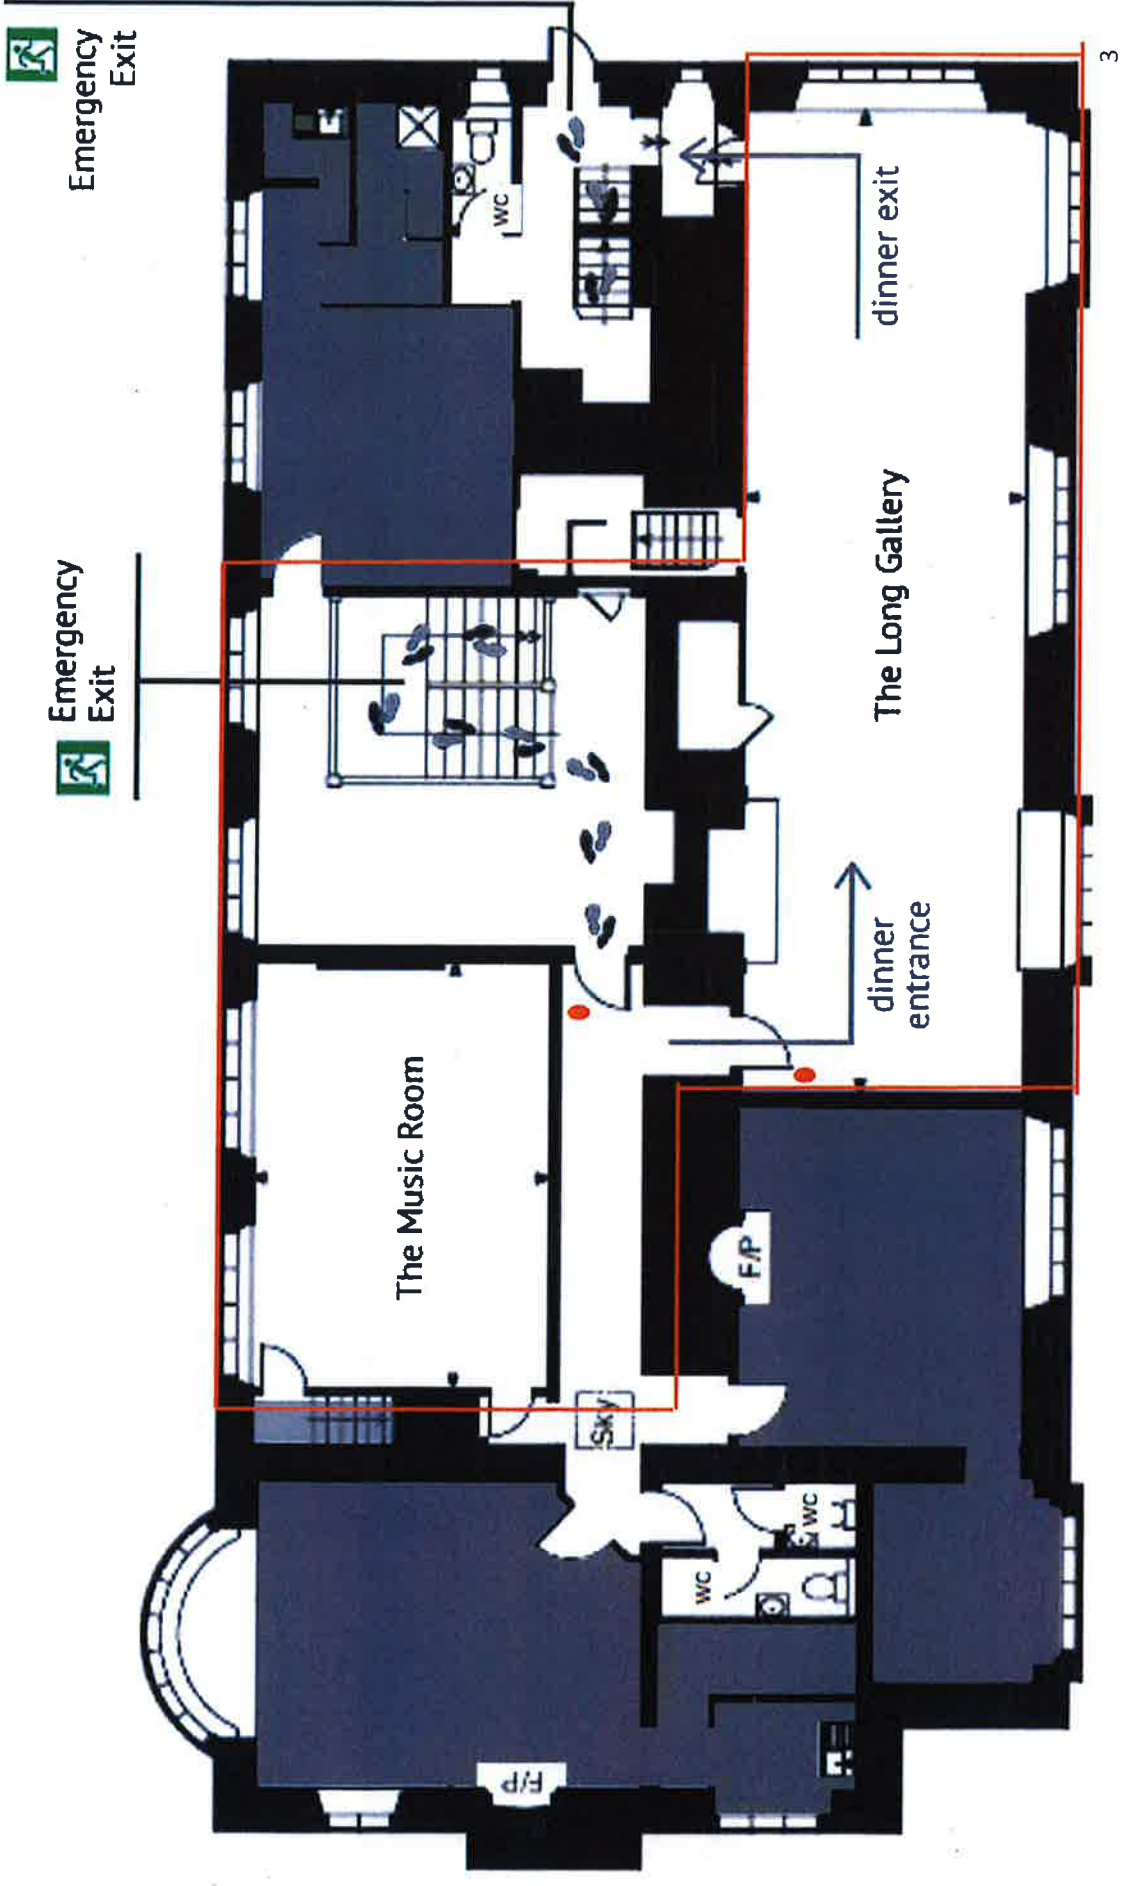 Emergency
Exit
Emergency
Exit
WC
dinner exit
The Long Gallery
The Music Room
dinner
entrance
Sky
F/P
WC
WC
F/P
3